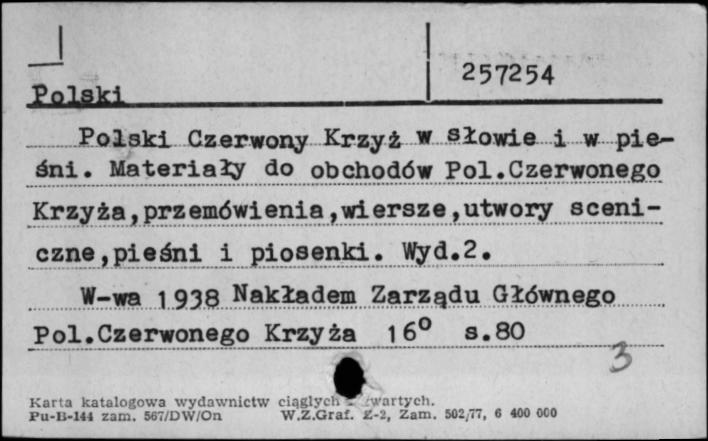 257254
Polski
Polski Czerwony Krzyż w słowie i w pie-
śni. Materiały do obchodów Pol.Czerwonego
Krzyża,przemówienia,wiersze,utwory sceni-
czne,pieśni i piosenki. Wyd.2.
W-wa 1938 Nakładem Zarządu Głównego
Pol.Czerwonego Krzyża 16° s.80
3
Karta katalogowa wydawnictw ciągłych i zwartych.
Pu-B-144 zam. 567/DW/On W.Z.Graf. Z-2, Zam. 502/77, 6 400 000